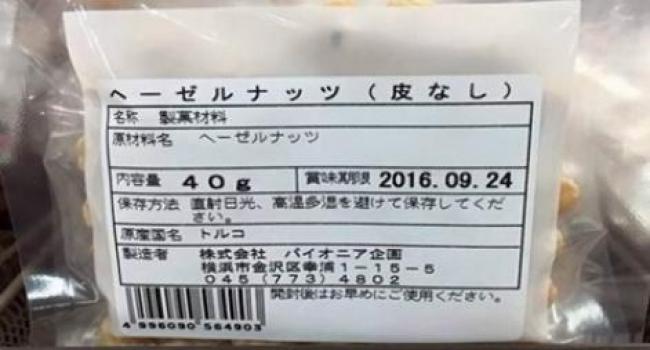 ヘーゼルナッツ(皮なし)
名称 製菓材料
原材料名 ヘーゼルナッツ
内容量 40g 賞味期限 2016.09.24
保存方法 直射日光、高温多湿を避けて保存してくだ
さい。
原産国名 トルコ
製造者 株式会社 パイオニア企画
横浜市金沢区幸浦1-15-5
045(773)4802
開封後はお早めにご使用ください。
4996090564903